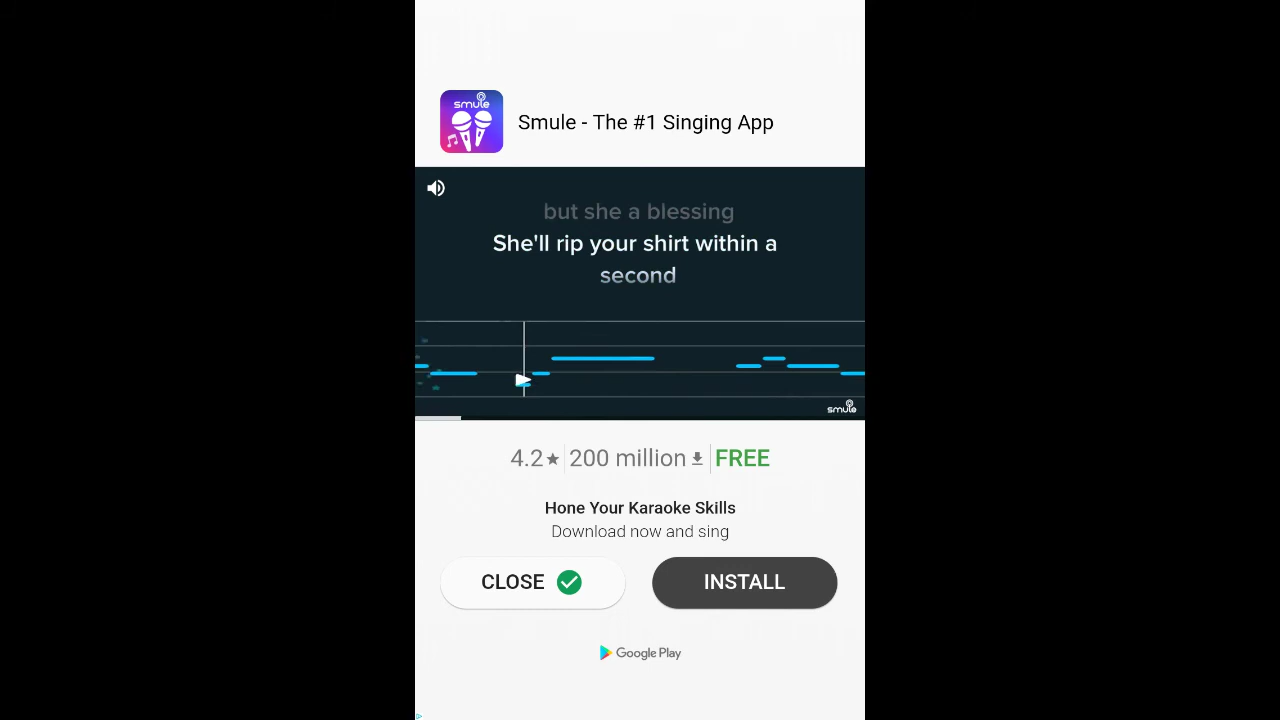 smule
Smule - The #1 Singing App
but she a blessing
She'll rip your shirt within a
second
smule
4.2★ 200 million FREE
Hone Your Karaoke Skills
Download now and sing
CLOSE
INSTALL
Google Play